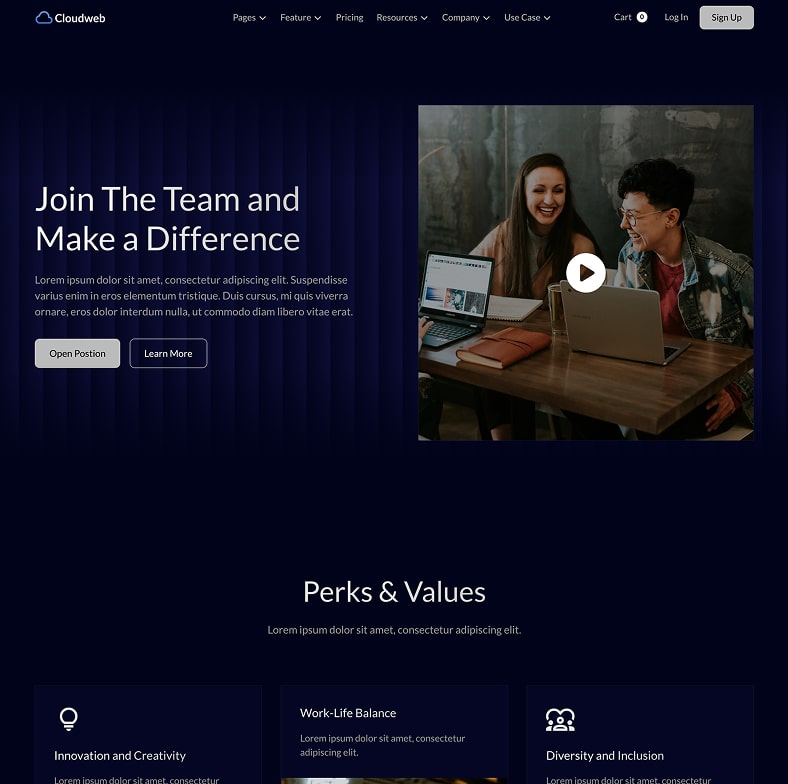 Cloudweb
Pages Feature Pricing Resources Company Use Case
Cart 0 Log In Sign Up
Join The Team and
Make a Difference
Lorem ipsum dolor sit amet, consectetur adipiscing elit. Suspendisse
varius enim in eros elementum tristique. Duis cursus, mi quis viverra
ornare, eros dolor interdum nulla, ut commodo diam libero vitae erat.
Open Postion Learn More
Perks & Values
Lorem ipsum dolor sit amet, consectetur adipiscing elit.
Innovation and Creativity
Lorem ipsum dolor sit amet, consectetur
Work-Life Balance
Lorem ipsum dolor sit amet, consectetur
adipiscing elit.
Diversity and Inclusion
Lorem ipsum dolor sit amet, consectetur